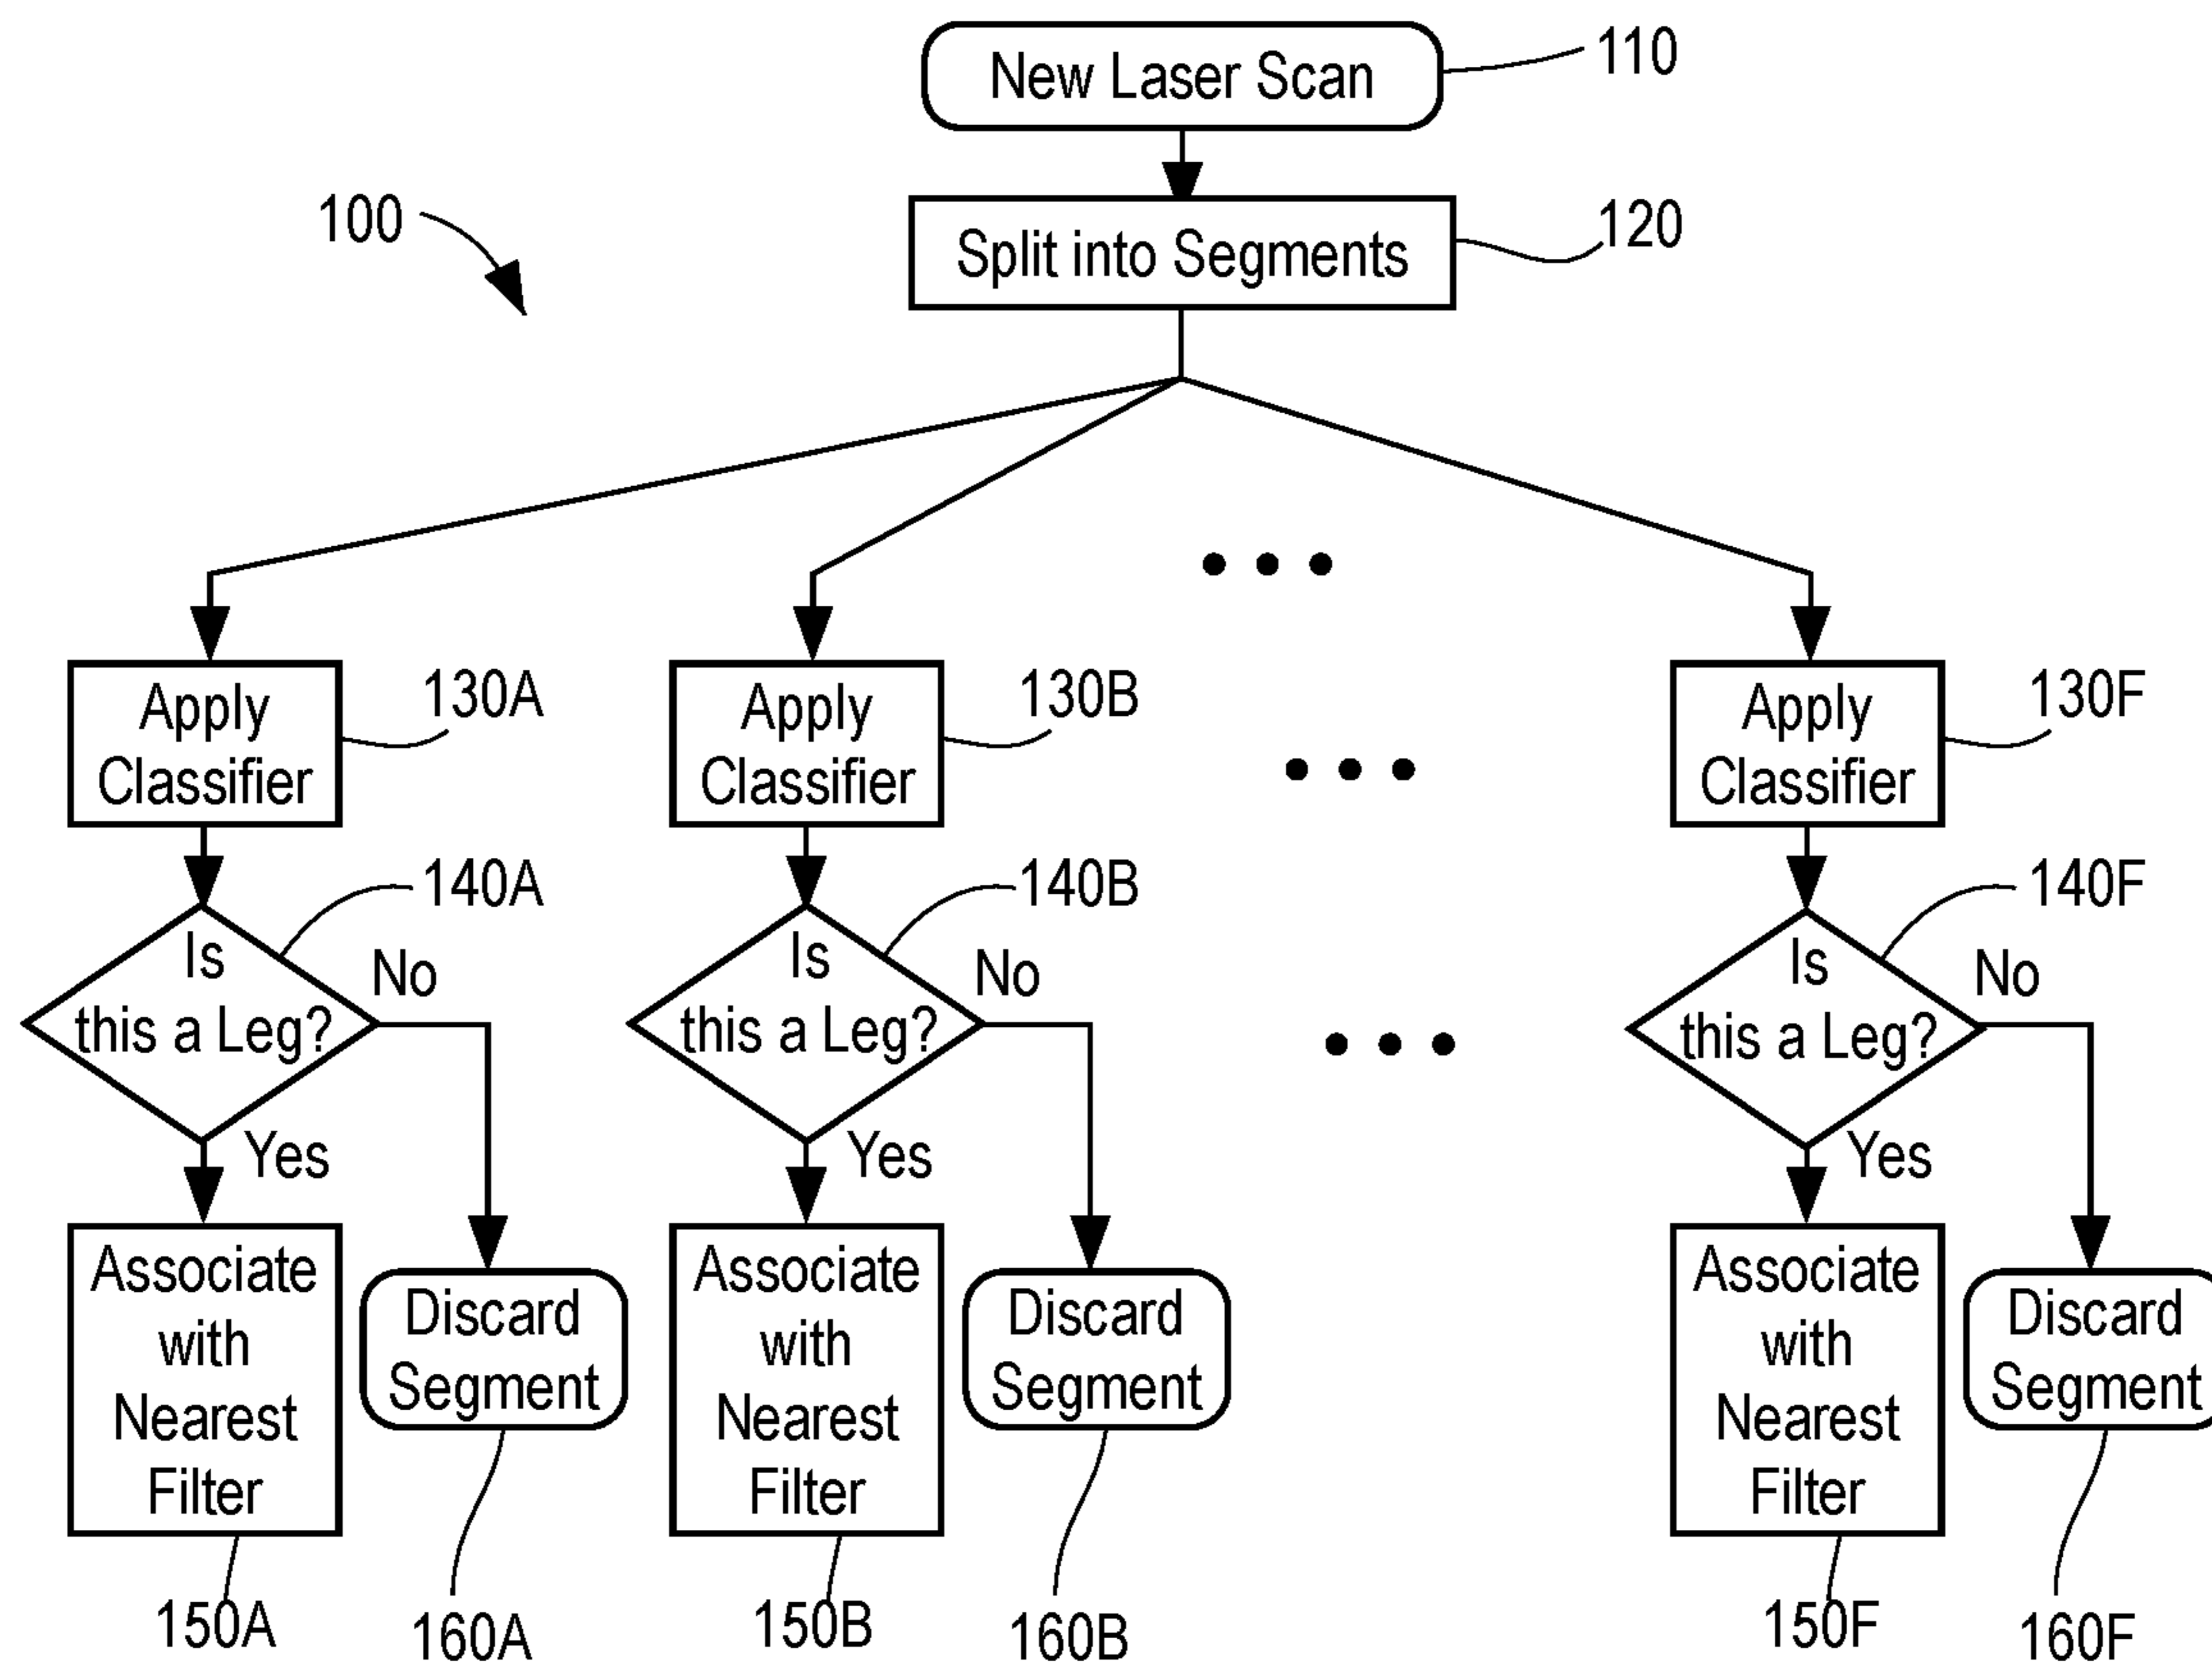 New Laser Scan
110
100
Split into Segments
120
Apply
Classifier
130A
Apply
Classifier
130B
Apply
Classifier
130F
Is
this a Leg?
140A
No
Yes
Is
this a Leg?
140B
No
Yes
Is
this a Leg?
140F
No
Yes
Associate
with
Nearest
Filter
Discard
Segment
Associate
with
Nearest
Filter
Discard
Segment
Associate
with
Nearest
Filter
Discard
Segment
150A
160A
150B
160B
150F
160F